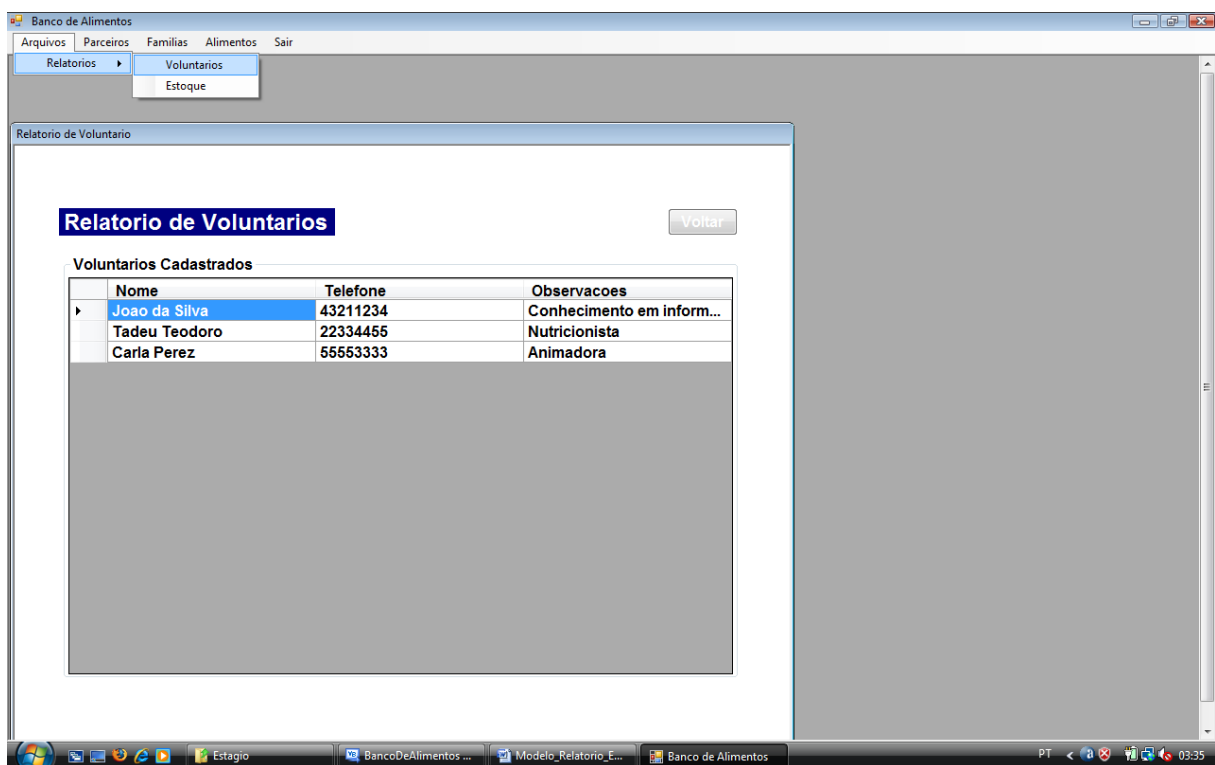 Banco de Alimentos
Arquivos Parceiros Familias Alimentos Sair
Relatorios Voluntarios
Estoque
Relatorio de Voluntario
Relatorio de Voluntarios Voltar
Voluntarios Cadastrados
Nome Telefone Observacoes
Joao da Silva 43211234 Conhecimento em inform...
Tadeu Teodoro 22334455 Nutricionista
Carla Perez 55553333 Animadora
Estagio BancoDeAlimentos ... Modelo_Relatorio_E... Banco de Alimentos PT 03:35